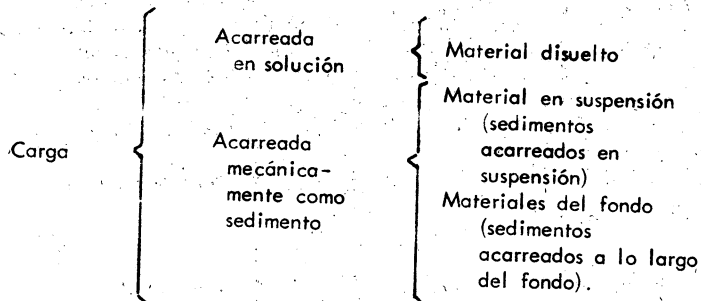 Carga
Acarreada
en solución
Material disuelto
Acarreada
mecánica-
mente como
sedimento
Material en suspensión
(sedimentos
acarreados en
suspensión)
Materiales del fondo
(sedimentos
acarreados a lo largo
del fondo).